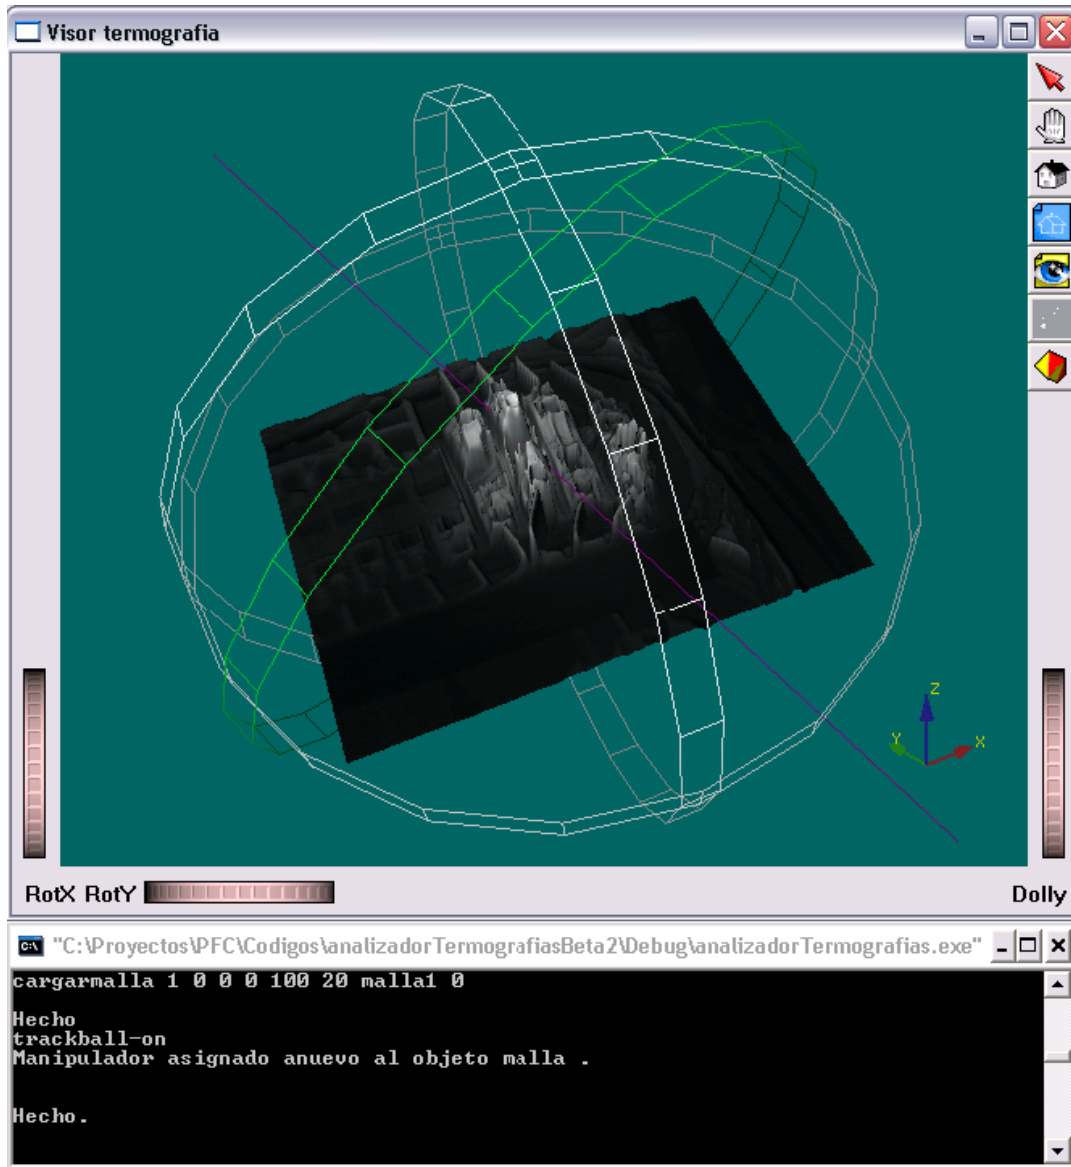 Visor termografia
Z
Y
X
RotX RotY
Dolly
"C:\Proyectos\PFC\Codigos\analizadorTermografiasBeta2\Debug\analizadorTermografias.exe"
cargarmalla 1 0 0 0 100 20 malla1 0
Hecho
trackball-on
Manipulador asignado anuevo al objeto malla .
Hecho.